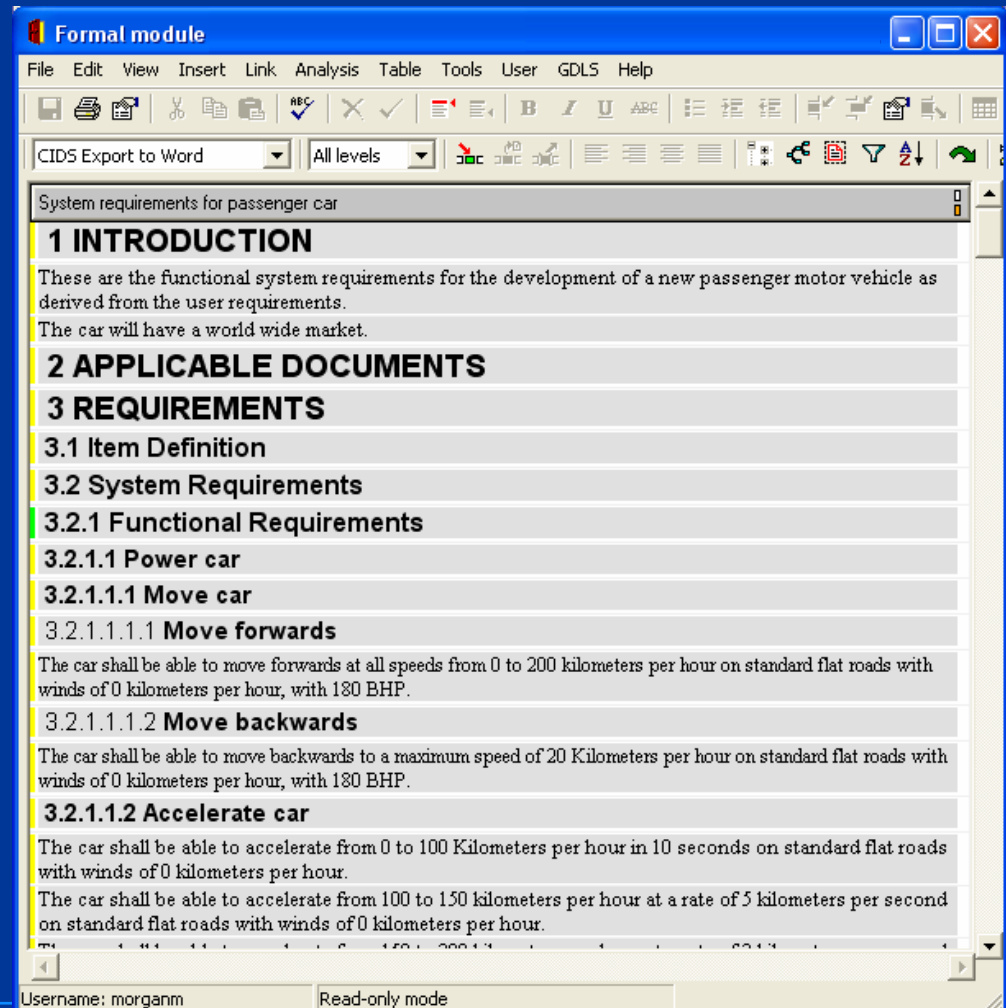 Formal module
File Edit View Insert Link Analysis Table Tools User GDLS Help
ABC B I U ABC
CIDS Export to Word All levels A Z
System requirements for passenger car
1 INTRODUCTION
These are the functional system requirements for the development of a new passenger motor vehicle as
derived from the user requirements.
The car will have a world wide market.
2 APPLICABLE DOCUMENTS
3 REQUIREMENTS
3.1 Item Definition
3.2 System Requirements
3.2.1 Functional Requirements
3.2.1.1 Power car
3.2.1.1.1 Move car
3.2.1.1.1.1 Move forwards
The car shall be able to move forwards at all speeds from 0 to 200 kilometers per hour on standard flat roads with
winds of 0 kilometers per hour, with 180 BHP.
3.2.1.1.1.2 Move backwards
The car shall be able to move backwards to a maximum speed of 20 Kilometers per hour on standard flat roads with
winds of 0 kilometers per hour, with 180 BHP.
3.2.1.1.2 Accelerate car
The car shall be able to accelerate from 0 to 100 Kilometers per hour in 10 seconds on standard flat roads
with winds of 0 kilometers per hour.
The car shall be able to accelerate from 100 to 150 kilometers per hour at a rate of 5 kilometers per second
on standard flat roads with winds of 0 kilometers per hour.
Username: morganm Read-only mode